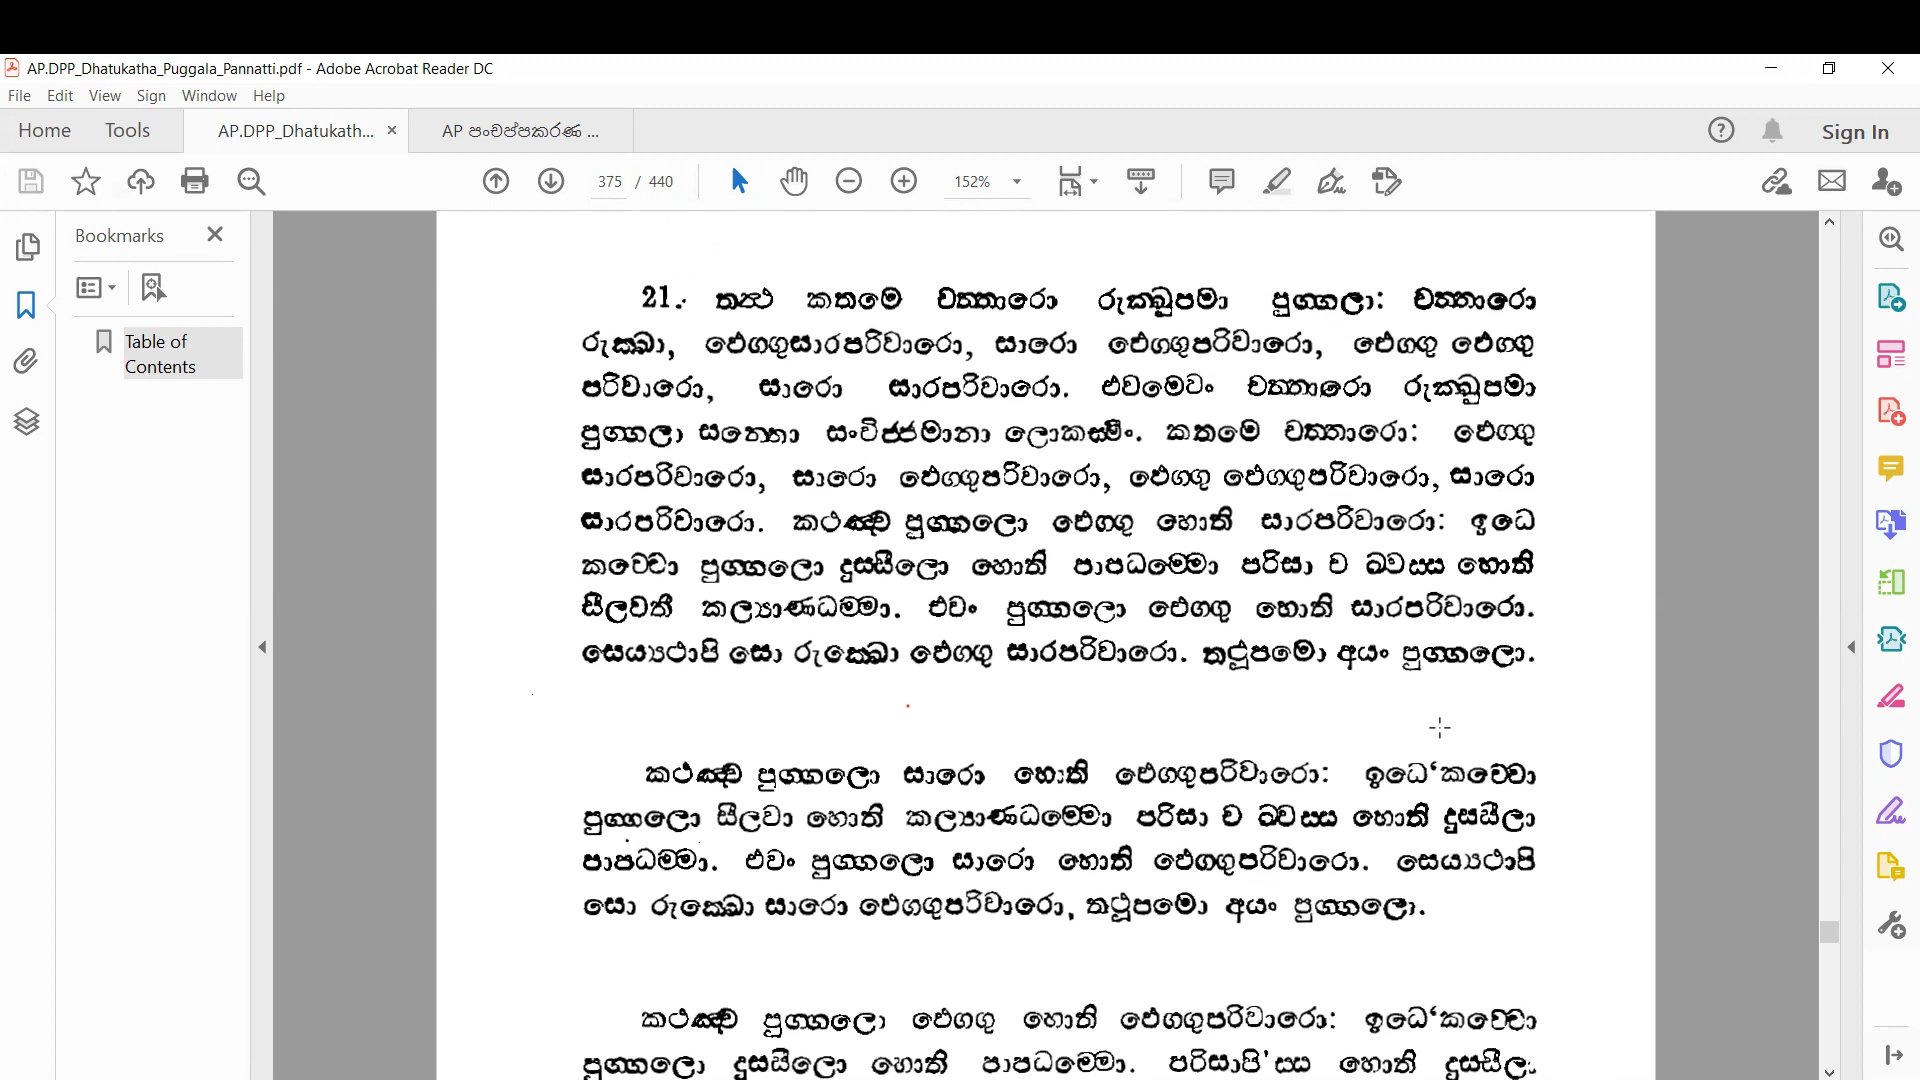 AP.DPP_Dhatukatha_Puggala_Pannatti.pdf - Adobe Acrobat Reader DC
File Edit View Sign Window Help
Home Tools AP.DPP_Dhatukath... × AP පංචප්පකරණ ... Sign In
375 / 440 152%
Bookmarks
Table of
Contents
21. තත්‍ථ කතමෙ චත්තාරො රුක්ඛූපමා පුග්ගලා: චත්තාරො
රුක්ඛා, ඵෙග්ගුසාරපරිවාරො, සාරො ඵෙග්ගුපරිවාරො, ඵෙග්ගු ඵෙග්ගු
පරිවාරො, සාරො සාරපරිවාරො. එවමෙවං චත්තාරො රුක්ඛූපමා
පුග්ගලා සන්තො සංවිජ්ජමානා ලොකස්මිං. කතමෙ චත්තාරො: ඵෙග්ගු
සාරපරිවාරො, සාරො ඵෙග්ගුපරිවාරො, ඵෙග්ගු ඵෙග්ගුපරිවාරො, සාරො
සාරපරිවාරො. කථඤ්ච පුග්ගලො ඵෙග්ගු හොති සාරපරිවාරො: ඉධෙ
කච්චො පුග්ගලො දුස්සීලො හොති පාපධම්මො පරිසා ච ඛ්වස්ස හොති
සීලවතී කල්‍යාණධම්මා. එවං පුග්ගලො ඵෙග්ගු හොති සාරපරිවාරො.
සෙය්‍යථාපි සො රුක්ඛො ඵෙග්ගු සාරපරිවාරො. තථූපමො අයං පුග්ගලො.
කථඤ්ච පුග්ගලො සාරො හොති ඵෙග්ගුපරිවාරො: ඉධෙ‘කච්චො
පුග්ගලො සීලවා හොති කල්‍යාණධම්මො පරිසා ච ඛ්වස්ස හොති දුස්සීලා
පාපධම්මා. එවං පුග්ගලො සාරො හොති ඵෙග්ගුපරිවාරො. සෙය්‍යථාපි
සො රුක්ඛො සාරො ඵෙග්ගුපරිවාරො, තථූපමො අයං පුග්ගලො.
කථඤ්ච පුග්ගලො ඵෙග්ගු හොති ඵෙග්ගුපරිවාරො: ඉධෙ‘කච්චො
පුග්ගලො දුස්සීලො හොති පාපධම්මො. පරිසාපි'ස්ස හොති දුස්සීලා